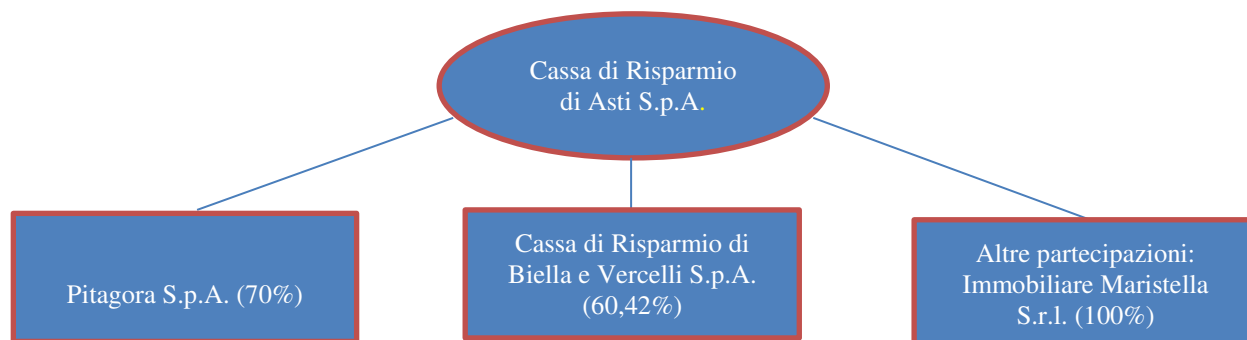 Cassa di Risparmio
di Asti S.p.A.
Pitagora S.p.A. (70%)
Cassa di Risparmio di
Biella e Vercelli S.p.A.
(60,42%)
Altre partecipazioni:
Immobiliare Maristella
S.r.l. (100%)